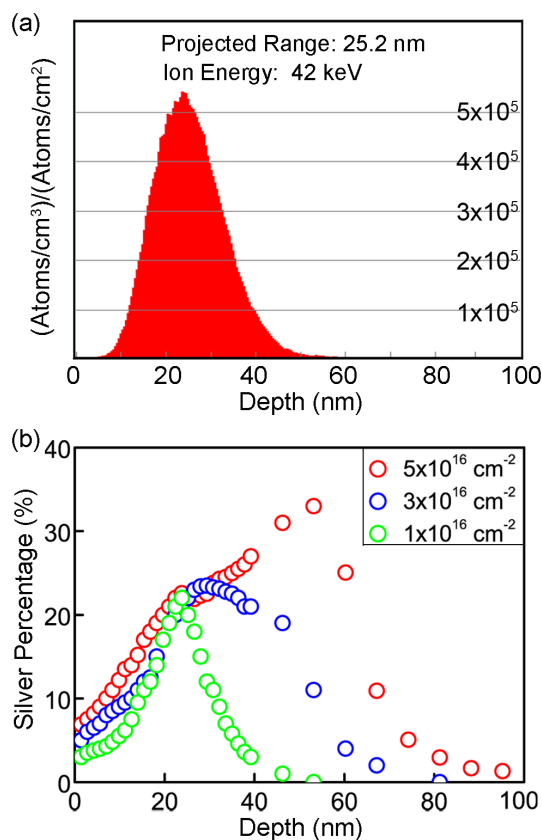 (a)
Projected Range: 25.2 nm
Ion Energy: 42 keV
(Atoms/cm³)/(Atoms/cm²)
5x10⁵
4x10⁵
3x10⁵
2x10⁵
1x10⁵
0 20 40 60 80 100
Depth (nm)
(b)
Silver Percentage (%)
40
30
20
10
0
5x10¹⁶ cm⁻²
3x10¹⁶ cm⁻²
1x10¹⁶ cm⁻²
0 20 40 60 80 100
Depth (nm)